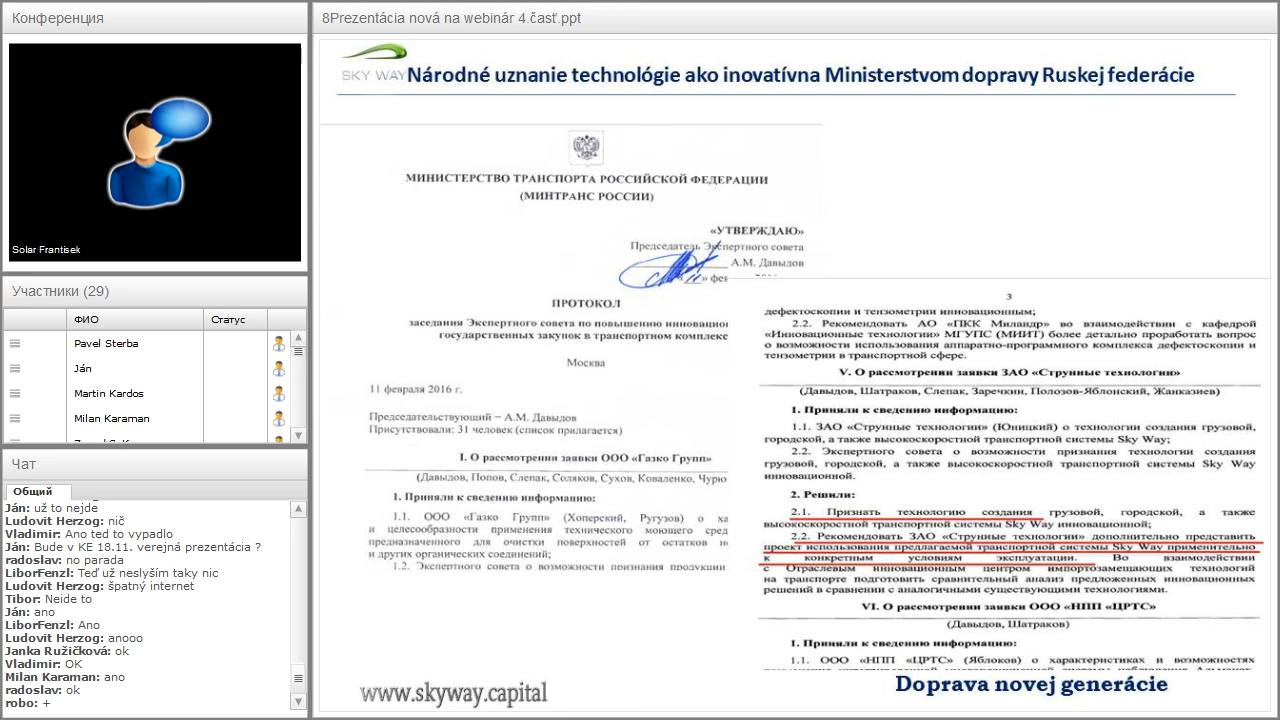 Конференция
Solar Frantisek
Участники (29)
ФИО Статус
Pavel Sterba
Ján
Martin Kardos
Milan Karaman
Чат
Общий
Ján: už to nejde
Ludovit Herzog: nič
Vladimir: Ano ted to vypadlo
Ján: Bude v KE 18.11. verejná prezentácia ?
radoslav: no parada
LiborFenzl: Teď už neslyším taky nic
Ludovit Herzog: špatný internet
Tibor: Nejde to
Ján: ano
LiborFenzl: Ano
Ludovit Herzog: anooo
Janka Ružičková: ok
Vladimir: OK
Milan Karaman: ano
radoslav: ok
robo: +
8Prezentácia nová na webinár 4.časť.ppt
SKY WAY
Národné uznanie technológie ako inovatívna Ministerstvom dopravy Ruskej federácie
МИНИСТЕРСТВО ТРАНСПОРТА РОССИЙСКОЙ ФЕДЕРАЦИИ
(МИНТРАНС РОССИИ)
«УТВЕРЖДАЮ»
Председатель Экспертного совета
А.М. Давыдов
» фев
ПРОТОКОЛ
заседания Экспертного совета по повышению инновацион
государственных закупок в транспортном комплексе
Москва
11 февраля 2016 г.
Председательствующий – А.М. Давыдов
Присутствовали: 31 человек (список прилагается)
I. О рассмотрении заявки ООО «Газко Групп»
(Давыдов, Попов, Слепак, Соляков, Сухов, Коваленко, Чурю
1. Приняли к сведению информацию:
1.1. ООО «Газко Групп» (Хоперский, Ругузов) о ха
и целесообразности применения технического моющего сред
предназначенного для очистки поверхностей от остатков н
и других органических соединений;
1.2. Экспертного совета о возможности признания продукции
3
дефектоскопии и тензометрии инновационным;
2.2. Рекомендовать АО «ПКК Миландр» во взаимодействии с кафедрой
«Инновационные технологии» МГУПС (МИИТ) более детально проработать вопрос
о возможности использования аппаратно-программного комплекса дефектоскопии и
тензометрии в транспортной сфере.
V. О рассмотрении заявки ЗАО «Струнные технологии»
(Давыдов, Шатраков, Слепак, Заречкин, Полозов-Яблонский, Жанказиев)
1. Приняли к сведению информацию:
1.1. ЗАО «Струнные технологии» (Юницкий) о технологии создания грузовой,
городской, а также высокоскоростной транспортной системы Sky Way;
2.2. Экспертного совета о возможности признания технологии создания
грузовой, городской, а также высокоскоростной транспортной системы Sky Way
инновационной.
2. Решили:
2.1. Признать технологию создания грузовой, городской, а также
высокоскоростной транспортной системы Sky Way инновационной;
2.2. Рекомендовать ЗАО «Струнные технологии» дополнительно представить
проект использования предлагаемой транспортной системы Sky Way применительно
к конкретным условиям эксплуатации. Во взаимодействии
с Отраслевым инновационным центром импортозамещающих технологий
на транспорте подготовить сравнительный анализ предложенных инновационных
решений в сравнении с аналогичными существующими технологиями.
VI. О рассмотрении заявки ООО «НПП «ЦРТС»
(Давыдов, Шатраков)
1. Приняли к сведению информацию:
1.1. ООО «НПП «ЦРТС» (Яблоков) о характеристиках и возможностях
www.skyway.capital
Doprava novej generácie